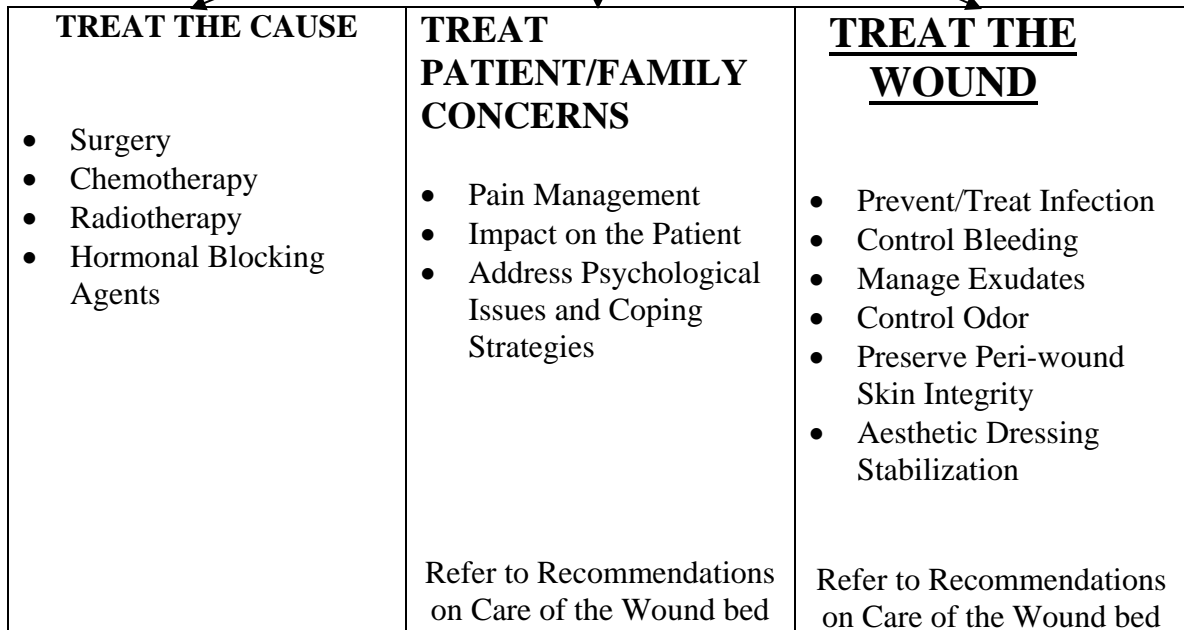 TREAT THE CAUSE
• Surgery
• Chemotherapy
• Radiotherapy
• Hormonal Blocking
Agents
TREAT
PATIENT/FAMILY
CONCERNS
• Pain Management
• Impact on the Patient
• Address Psychological
Issues and Coping
Strategies
Refer to Recommendations
on Care of the Wound bed
TREAT THE
WOUND
• Prevent/Treat Infection
• Control Bleeding
• Manage Exudates
• Control Odor
• Preserve Peri-wound
Skin Integrity
• Aesthetic Dressing
Stabilization
Refer to Recommendations
on Care of the Wound bed